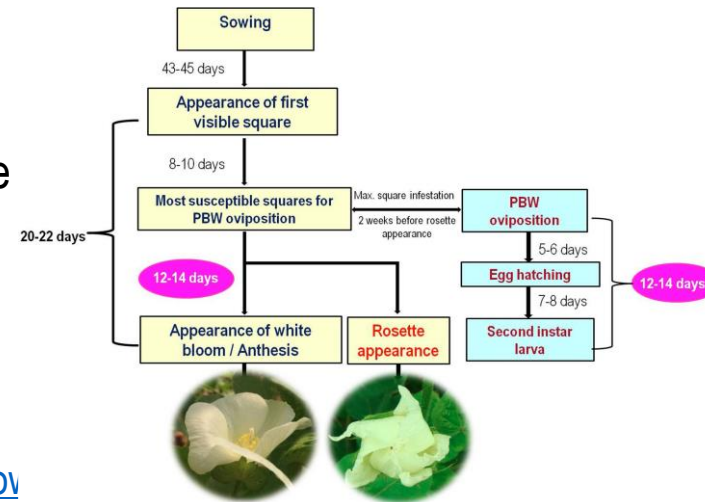 Sowing
43-45 days
Appearance of first
visible square
8-10 days
e
Most susceptible squares for
PBW oviposition
Max. square infestation
2 weeks before rosette
appearance
PBW
oviposition
20-22 days
5-6 days
12-14 days
Egg hatching
12-14 days
7-8 days
Appearance of white
bloom / Anthesis
Rosette
appearance
Second instar
larva